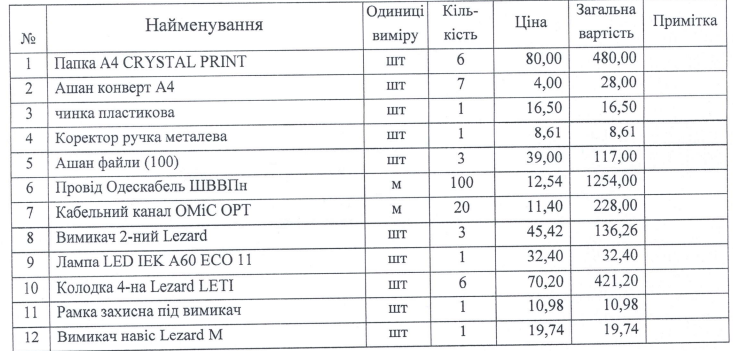 № Найменування Одиниці виміру Кіль-кість Ціна Загальна вартість Примітка
1 Папка А4 CRYSTAL PRINT шт 6 80,00 480,00
2 Ашан конверт А4 шт 7 4,00 28,00
3 чинка пластикова шт 1 16,50 16,50
4 Коректор ручка металева шт 1 8,61 8,61
5 Ашан файли (100) шт 3 39,00 117,00
6 Провід Одескабель ШВВПн м 100 12,54 1254,00
7 Кабельний канал ОМіС ОРТ м 20 11,40 228,00
8 Вимикач 2-ний Lezard шт 3 45,42 136,26
9 Лампа LED IEK A60 ECO 11 шт 1 32,40 32,40
10 Колодка 4-на Lezard LETI шт 6 70,20 421,20
11 Рамка захисна під вимикач шт 1 10,98 10,98
12 Вимикач навіс Lezard M шт 1 19,74 19,74